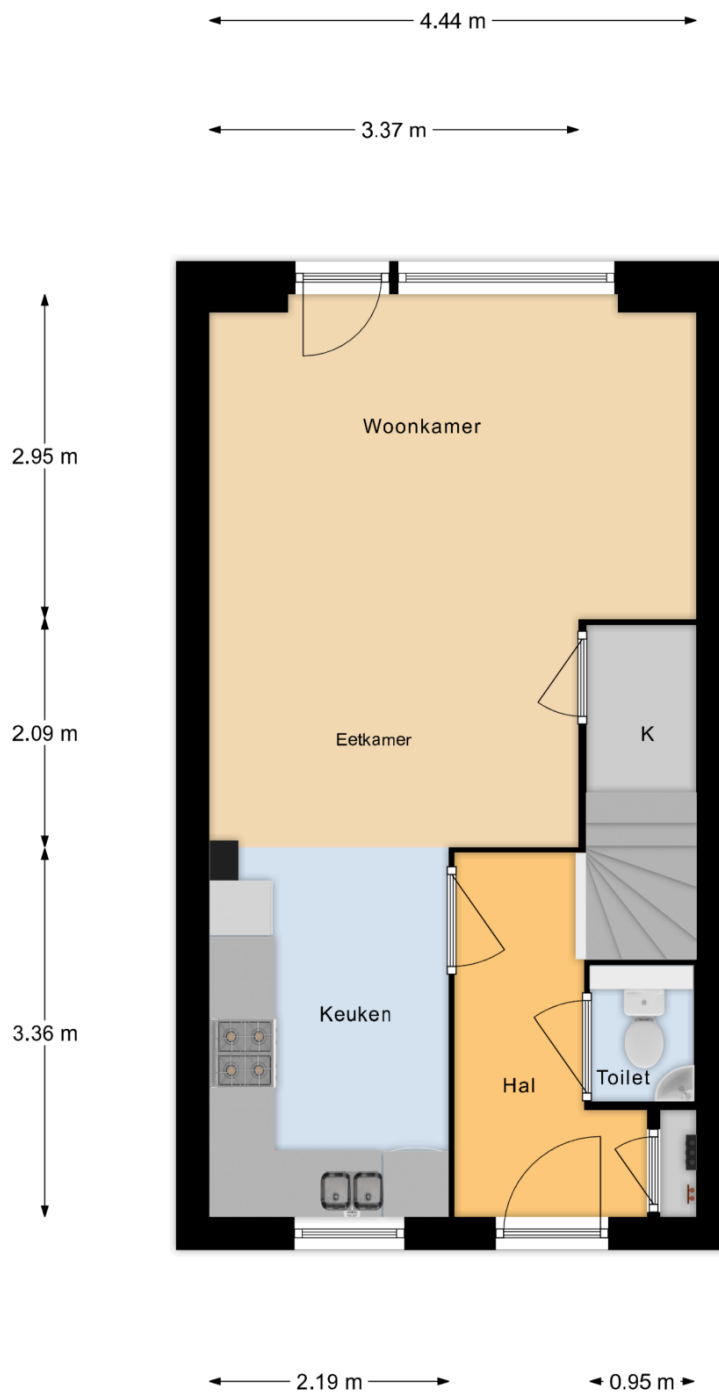 4.44 m
3.37 m
Woonkamer
2.95 m
2.09 m
Eetkamer
K
3.36 m
Keuken
Hal
Toilet
2.19 m
0.95 m